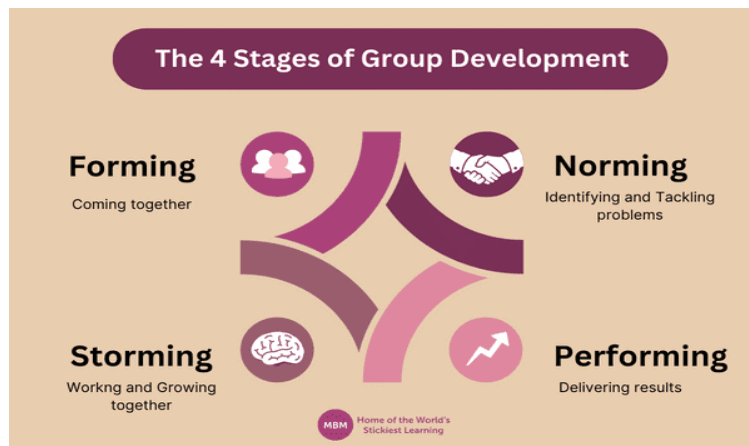 The 4 Stages of Group Development
Forming
Coming together
Norming
Identifying and Tackling
problems
Storming
Workng and Growing
together
Performing
Delivering results
MBM
Home of the World's
Stickiest Learning